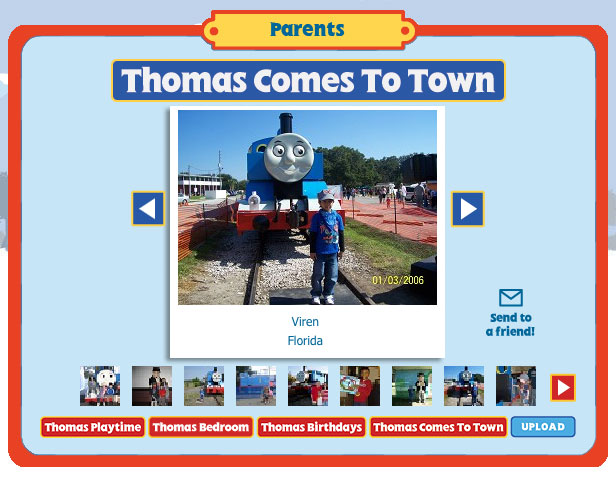 Parents
Thomas Comes To Town
01/03/2006
Viren
Florida
Send to
a friend!
Thomas Playtime
Thomas Bedroom
Thomas Birthdays
Thomas Comes To Town
UPLOAD